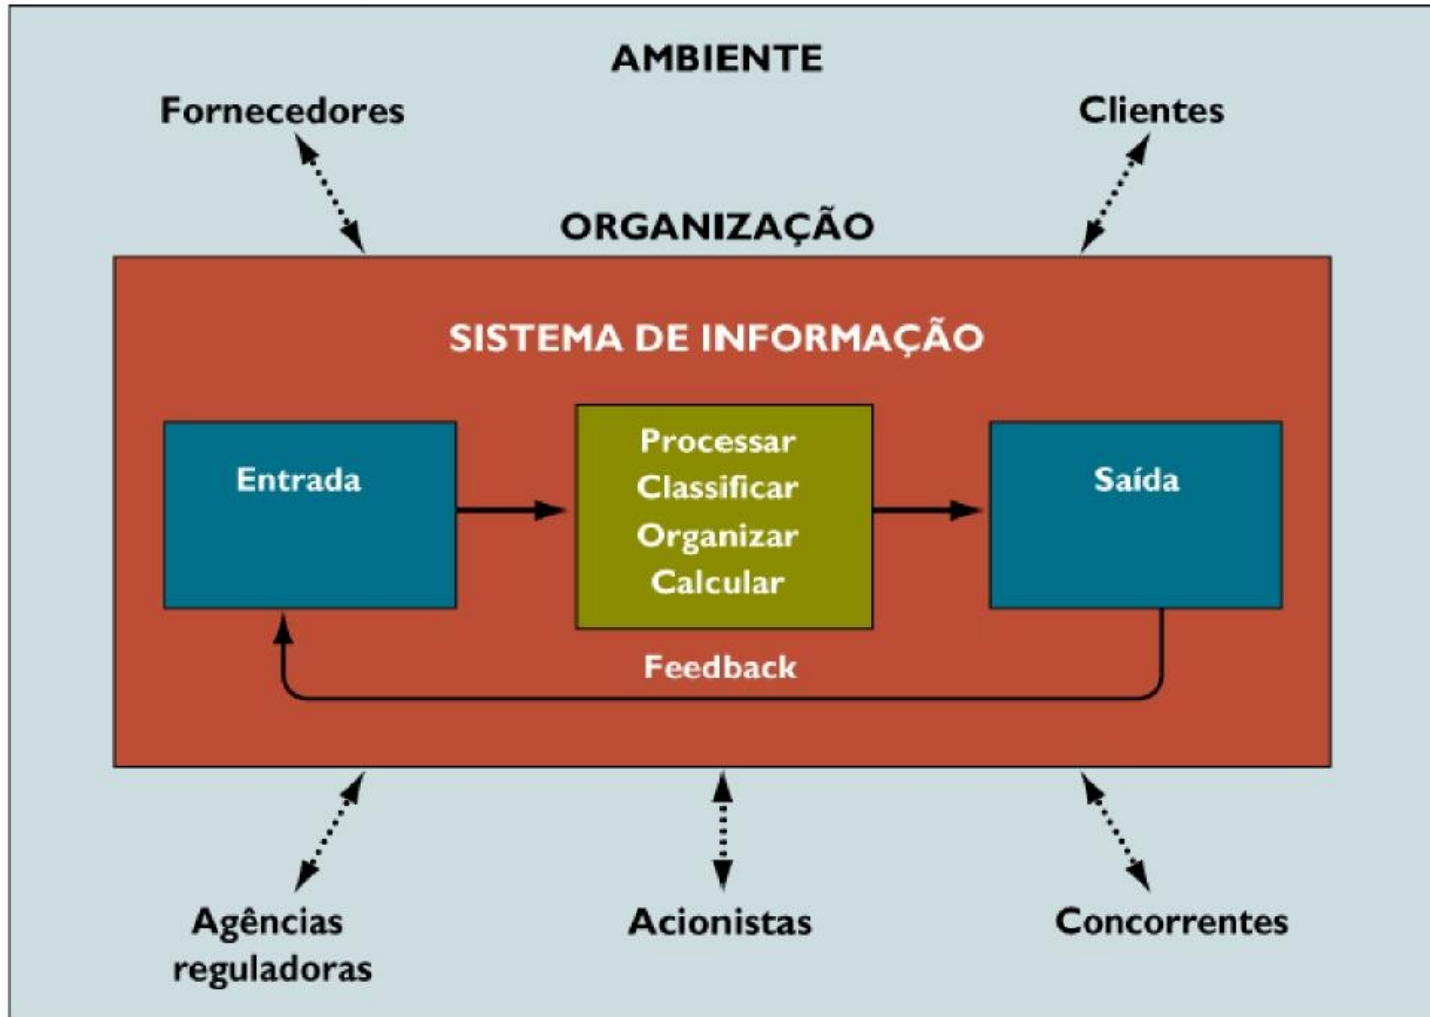 AMBIENTE
Fornecedores
Clientes
ORGANIZAÇÃO
SISTEMA DE INFORMAÇÃO
Entrada
Processar
Classificar
Organizar
Calcular
Saída
Feedback
Agências
reguladoras
Acionistas
Concorrentes